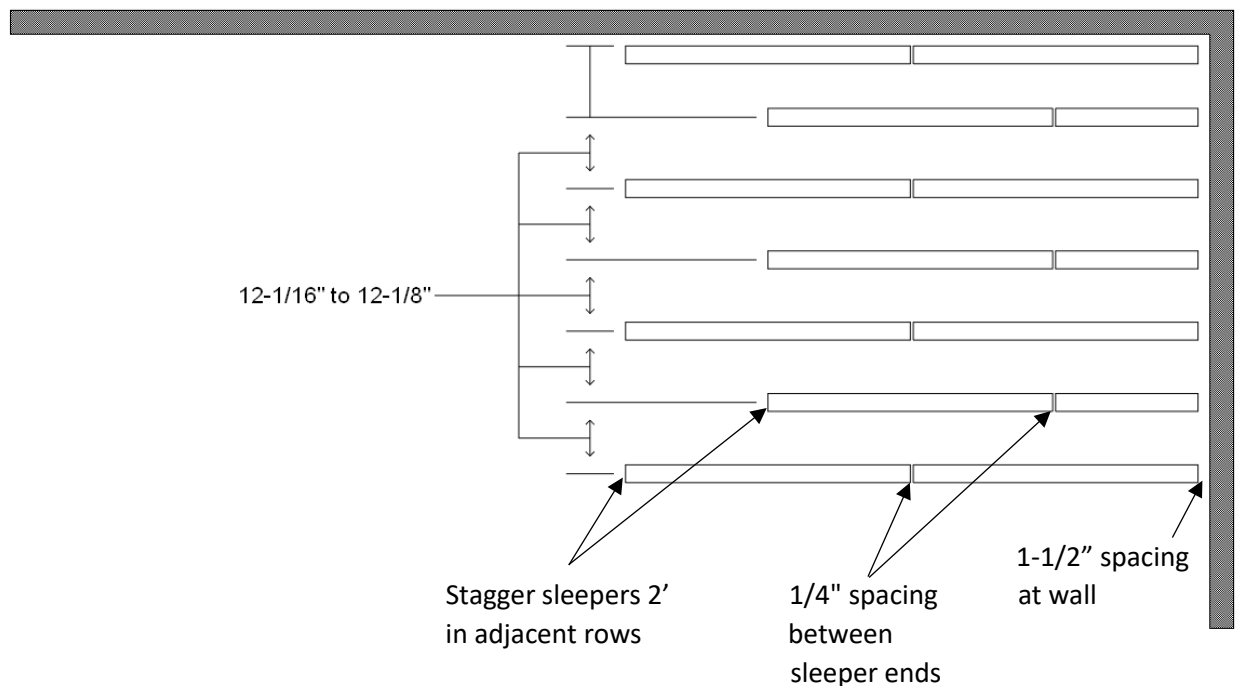 12-1/16" to 12-1/8"
Stagger sleepers 2’
in adjacent rows
1/4" spacing
between
sleeper ends
1-1/2” spacing
at wall